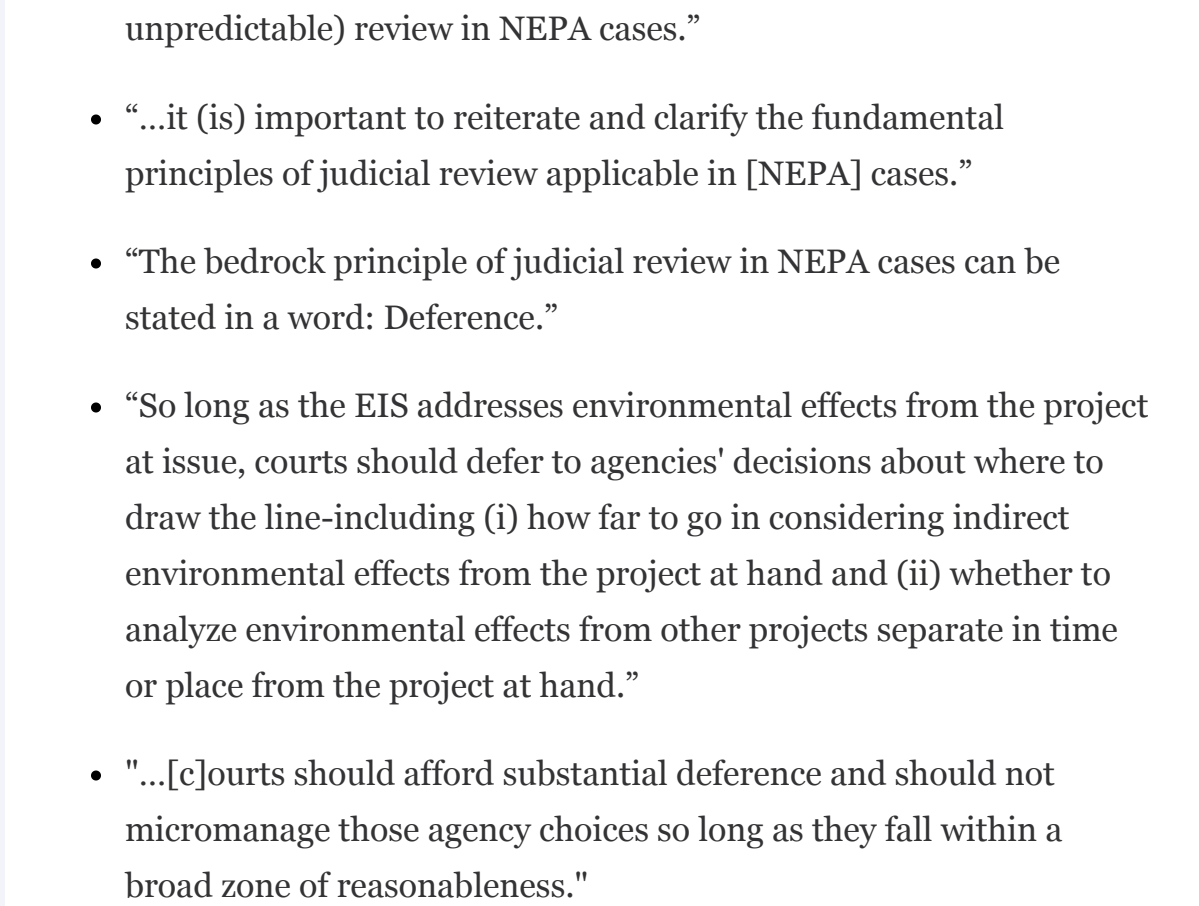 unpredictable) review in NEPA cases.”
• “...it (is) important to reiterate and clarify the fundamental
principles of judicial review applicable in [NEPA] cases.”
• “The bedrock principle of judicial review in NEPA cases can be
stated in a word: Deference.”
• “So long as the EIS addresses environmental effects from the project
at issue, courts should defer to agencies' decisions about where to
draw the line-including (i) how far to go in considering indirect
environmental effects from the project at hand and (ii) whether to
analyze environmental effects from other projects separate in time
or place from the project at hand.”
• "...[c]ourts should afford substantial deference and should not
micromanage those agency choices so long as they fall within a
broad zone of reasonableness."